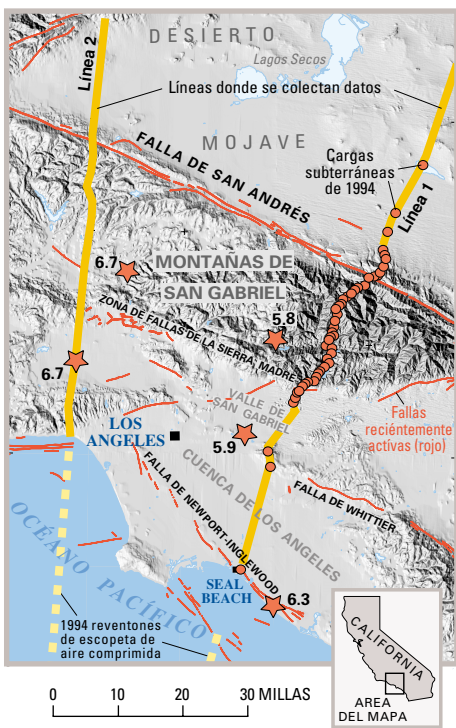 DESIERTO
Lagos Secos
Línea 2
Líneas donde se colectan datos
MOJAVE
FALLA DE SAN ANDRÉS
Cargas
subterráneas
de 1994
Línea 1
6.7
MONTAÑAS DE
SAN GABRIEL
5.8
ZONA DE FALLAS DE LA SIERRA MADRE
6.7
VALLE DE
SAN GABRIEL
Fallas
reciéntemente
activas (rojo)
LOS
ANGELES
5.9
CUENCA DE LOS ANGELES
FALLA DE NEWPORT-INGLEWOOD
FALLA DE WHITTIER
OCÉANO PACÍFICO
SEAL
BEACH
6.3
1994 reventones
de escopeta de
aire comprimida
CALIFORNIA
AREA
DEL MAPA
0 10 20 30 MILLAS